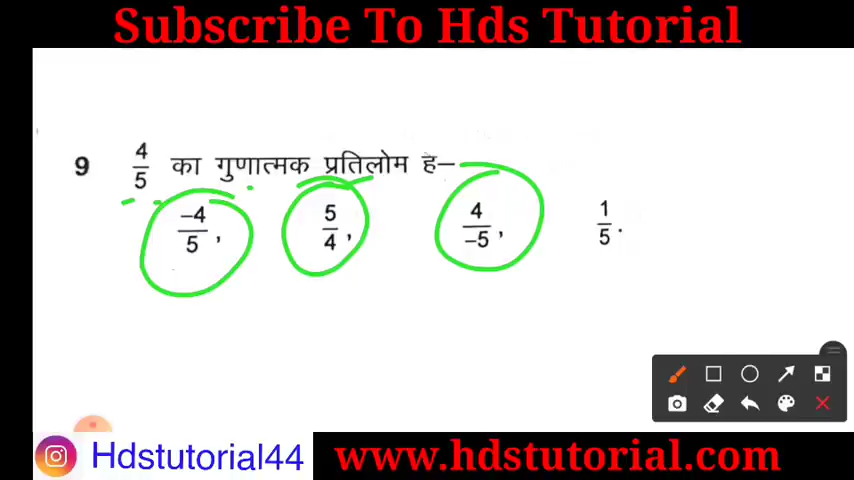 Subscribe To Hds Tutorial
9 4/5 का गुणात्मक प्रतिलोम है–
–4/5, 5/4, 4/–5, 1/5.
Hdstutorial44 www.hdstutorial.com